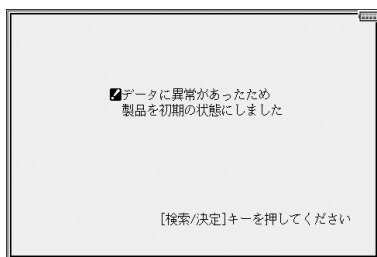 データに異常があったため
製品を初期の状態にしました
[検索/決定]キーを押してください